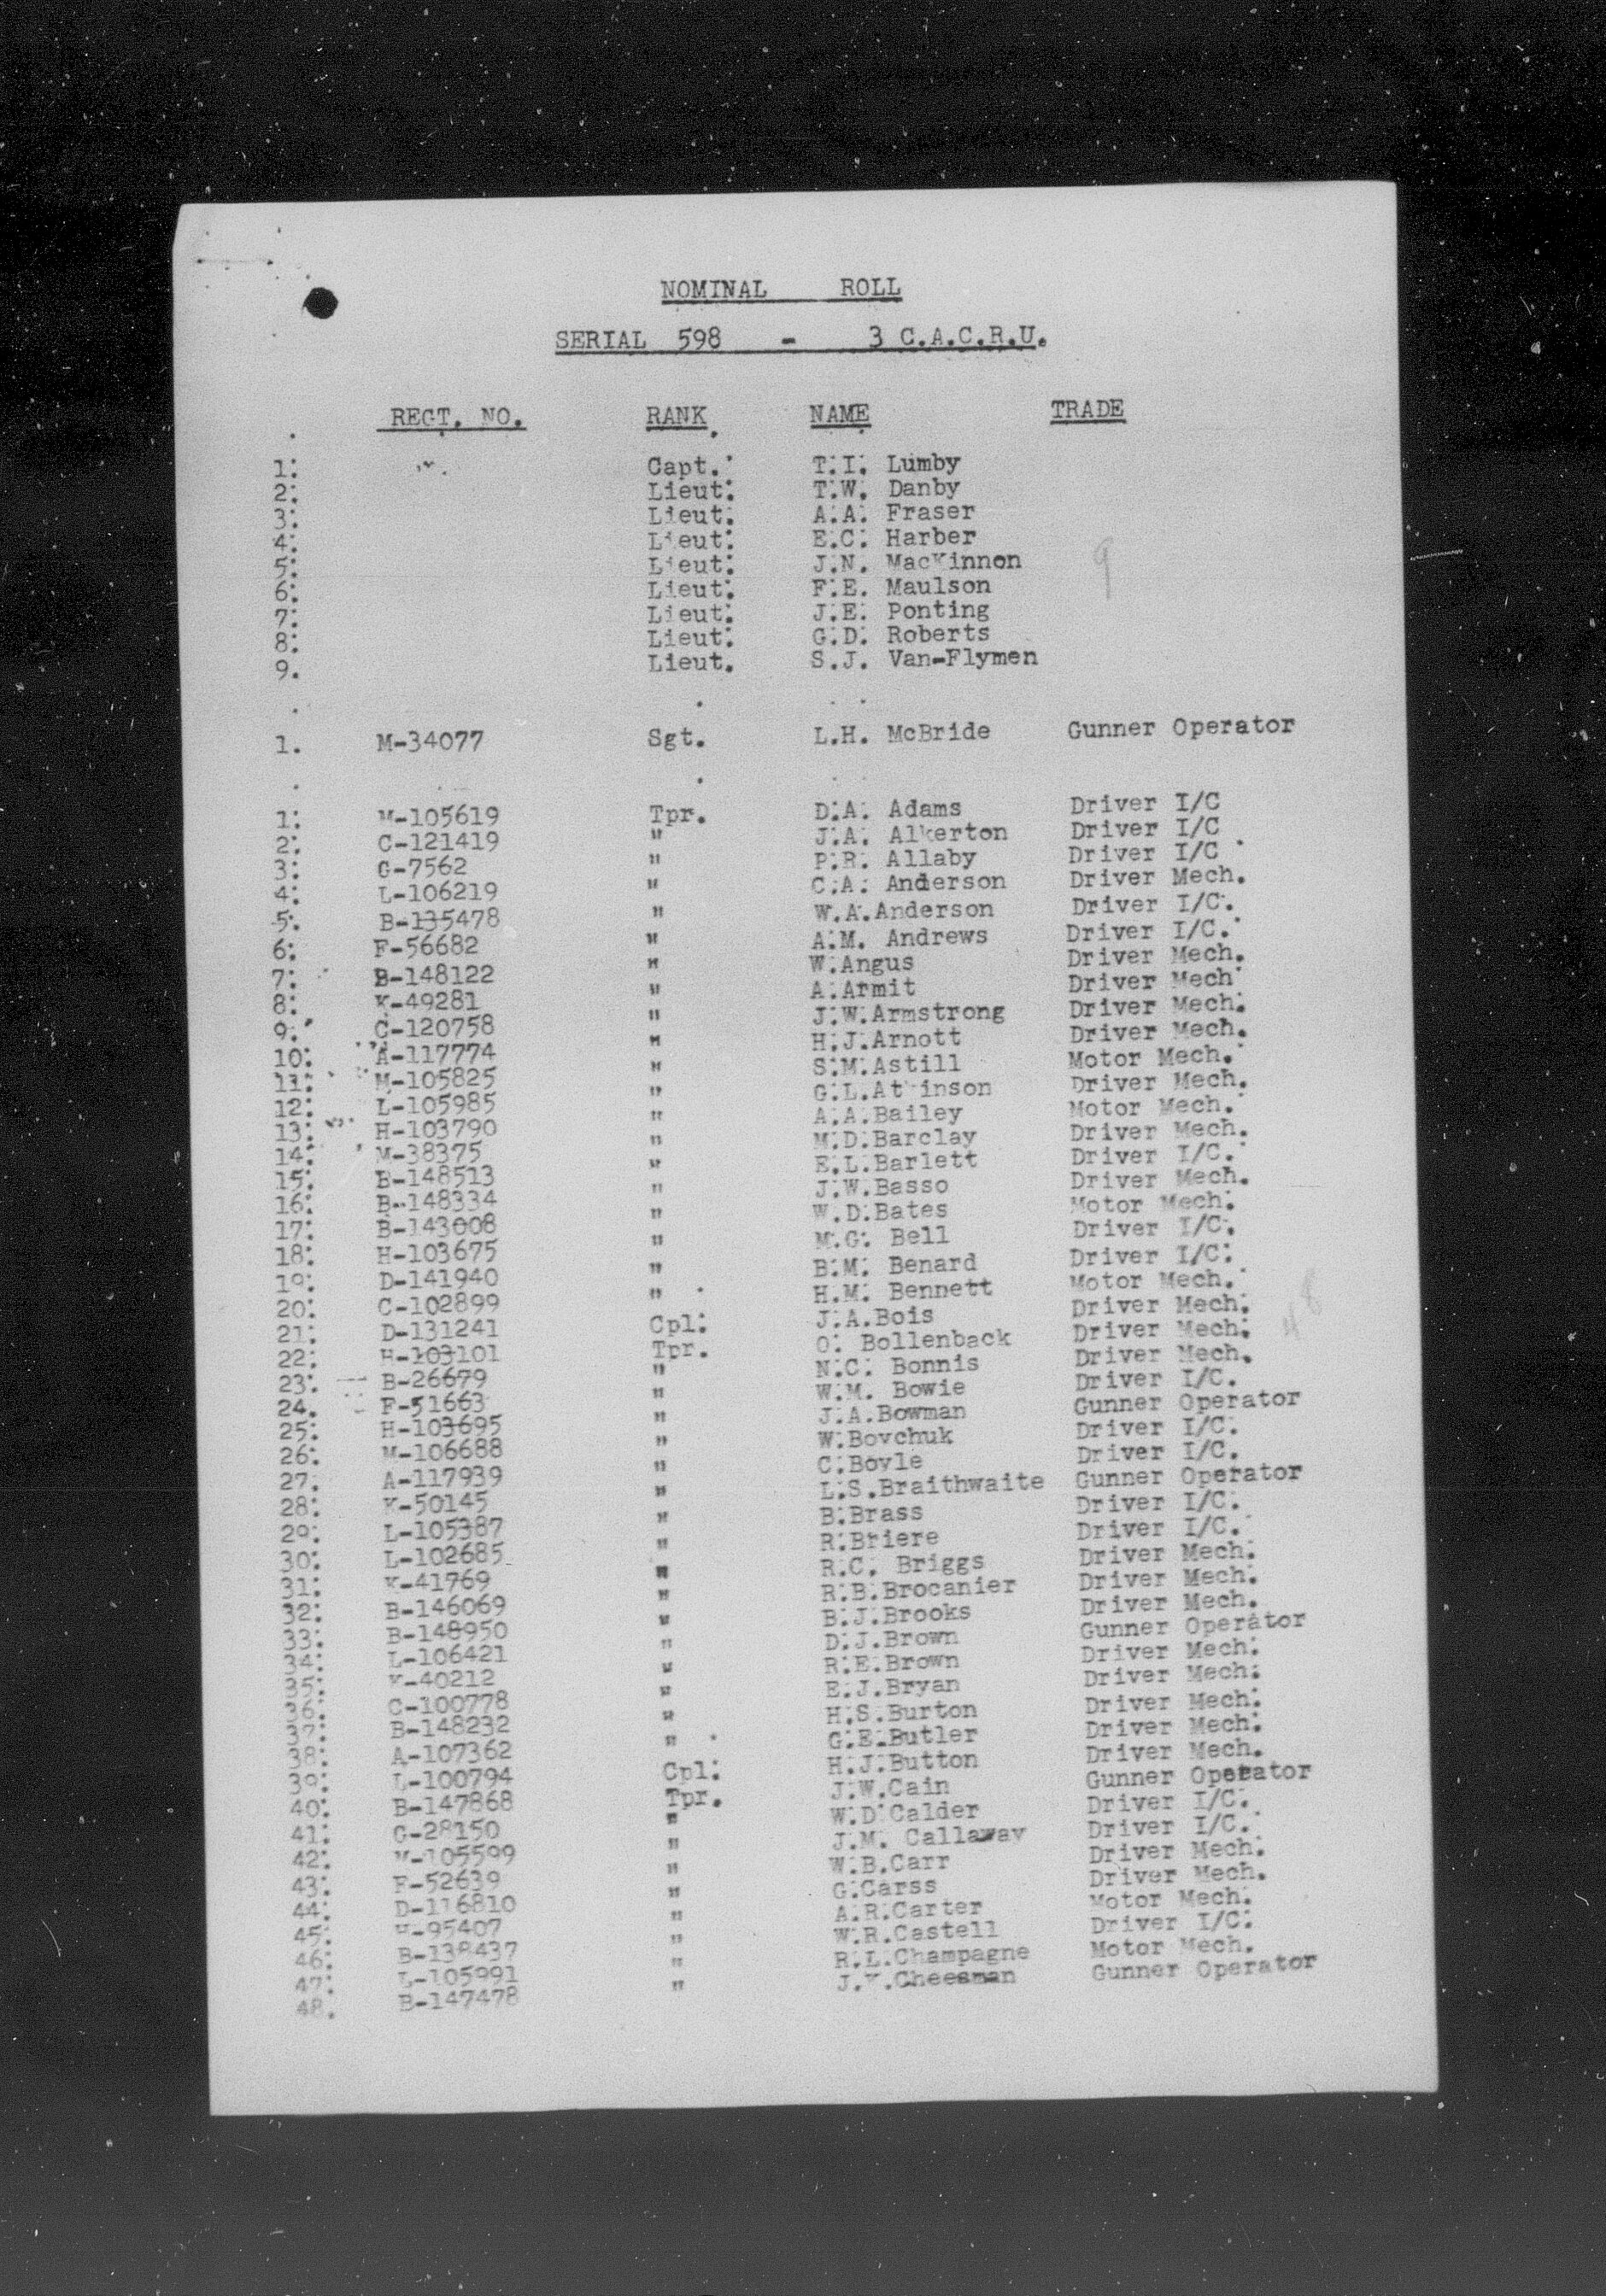 NOMINAL ROLL
SERIAL 598 - 3 C.A.C.R.U.
REGT. NO. RANK NAME TRADE
1. Capt. T.I. Lumby
2. Lieut. T.W. Danby
3. Lieut. A.A. Fraser
4. Lieut. E.C. Harber
5. Lieut. J.N. MacKinnon
6. Lieut. F.E. Maulson
7. Lieut. J.E. Ponting
8. Lieut. G.D. Roberts
9. Lieut. S.J. Van-Flymen
9
1. M-34077 Sgt. L.H. McBride Gunner Operator
1. M-105619 Tpr. D.A. Adams Driver I/C
2. C-121419 " J.A. Alkerton Driver I/C
3. G-7562 " P.R. Allaby Driver I/C
4. L-106219 " C.A. Anderson Driver Mech.
5. B-135478 " W.A.Anderson Driver I/C.
6. F-56682 " A.M. Andrews Driver I/C.
7. B-148122 " W.Angus Driver Mech.
8. K-49281 " A.Armit Driver Mech
9. C-120758 " J.W.Armstrong Driver Mech.
10. A-117774 " H.J.Arnott Driver Mech.
11. M-105825 " S.M.Astill Motor Mech.
12. L-105985 " G.L.Atkinson Driver Mech.
13. H-103790 " A.A.Bailey Motor Mech.
14. M-38375 " M.D.Barclay Driver Mech.
15. B-148513 " E.L.Barlett Driver I/C.
16. B-148334 " J.W.Basso Driver Mech.
17. B-143008 " W.D.Bates Motor Mech.
18. H-103675 " M.G. Bell Driver I/C.
19. D-141940 " B.M. Benard Driver I/C.
20. C-102899 " H.M. Bennett Motor Mech.
21. D-131241 Cpl. J.A.Bois Driver Mech.
22. H-103101 Tpr. O. Bollenback Driver Mech.
23. B-26679 " N.C. Bonnis Driver Mech.
24. F-51663 " W.M. Bowie Driver I/C.
25. H-103695 " J.A.Bowman Gunner Operator
26. M-106688 " W.Boychuk Driver I/C.
27. A-117939 " C.Boyle Driver I/C.
28. K-50145 " L.S.Braithwaite Gunner Operator
29. L-105387 " B.Brass Driver I/C.
30. L-102685 " R.Briere Driver I/C.
31. K-41769 " R.C. Briggs Driver Mech.
32. B-146069 " R.B.Brocanier Driver Mech.
33. B-148950 " B.J.Brooks Driver Mech.
34. L-106421 " D.J.Brown Gunner Operator
35. K-40212 " R.E.Brown Driver Mech.
36. C-100778 " E.J.Bryan Driver Mech.
37. B-148232 " H.S.Burton Driver Mech.
38. A-107362 " G.E.Butler Driver Mech.
39. L-100794 Cpl. H.J.Button Driver Mech.
40. B-147868 Tpr. J.W.Cain Gunner Operator
41. G-28150 " W.D.Calder Driver I/C.
42. M-105599 " J.M. Callaway Driver I/C.
43. F-52639 " W.B.Carr Driver Mech.
44. D-116810 " G.Carss Driver Mech.
45. H-95407 " A.R.Carter Motor Mech.
46. B-138437 " W.R.Castell Driver I/C.
47. L-105991 " R.L.Champagne Motor Mech.
48. B-147478 " J.K.Cheesman Gunner Operator
48